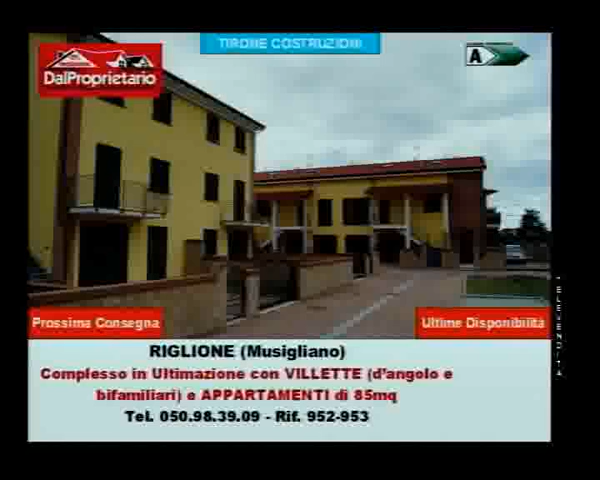 TIRONE COSTRUZIONI
A
DalProprietario
Prossima Consegna
Ultime Disponibilità
RIGLIONE (Musigliano)
Complesso in Ultimazione con VILLETTE (d'angolo e
bifamiliari) e APPARTAMENTI di 85mq
Tel. 050.98.39.09 - Rif. 952-953